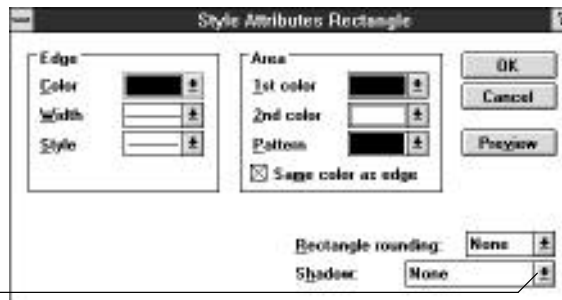 Style Attributes Rectangle
Edge
Color
Width
Style
Area
1st color
2nd color
Pattern
Same color as edge
OK
Cancel
Preview
Rectangle rounding: None
Shadow: None